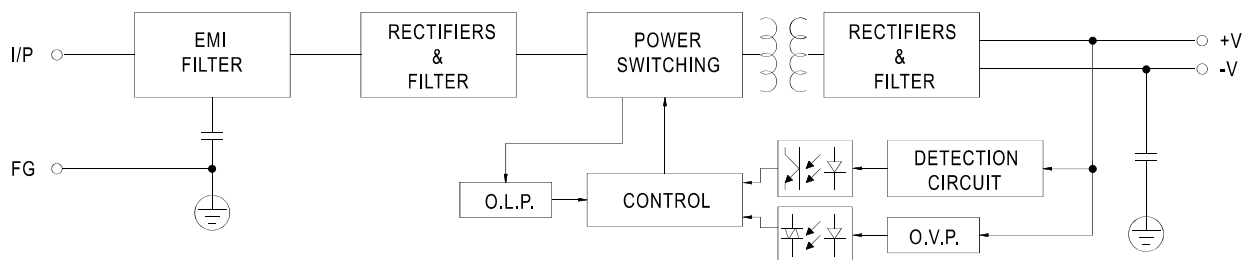 I/P
EMI
FILTER
RECTIFIERS
&
FILTER
POWER
SWITCHING
RECTIFIERS
&
FILTER
+V
-V
FG
O.L.P.
CONTROL
DETECTION
CIRCUIT
O.V.P.